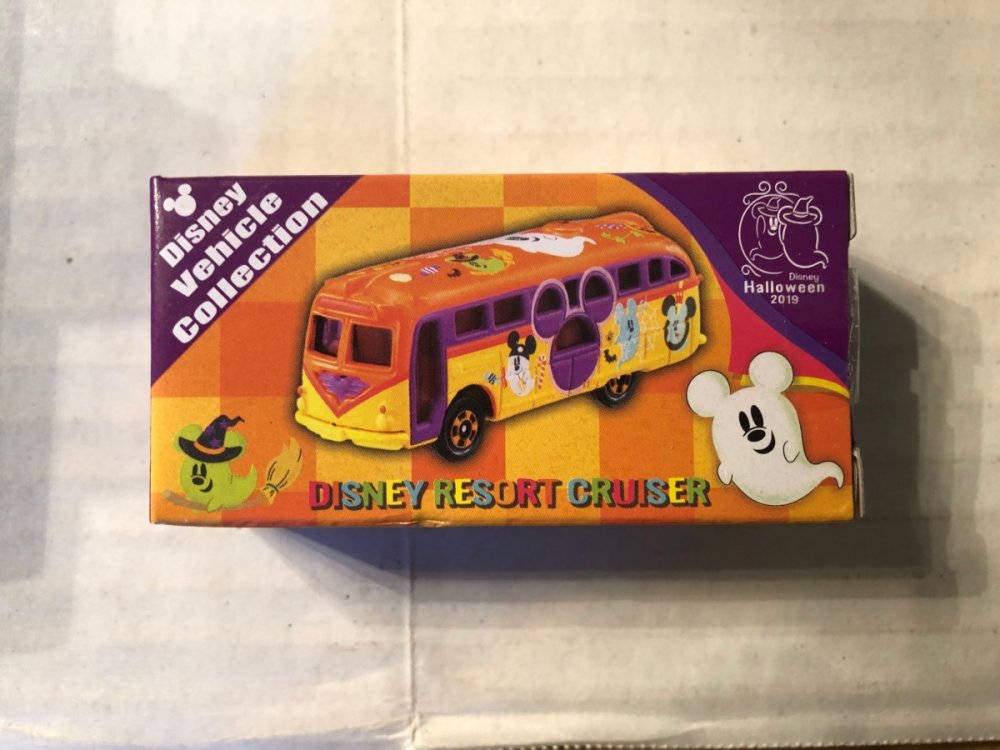 Disney
Vehicle
Collection
Disney
Halloween
2019
DISNEY RESORT CRUISER